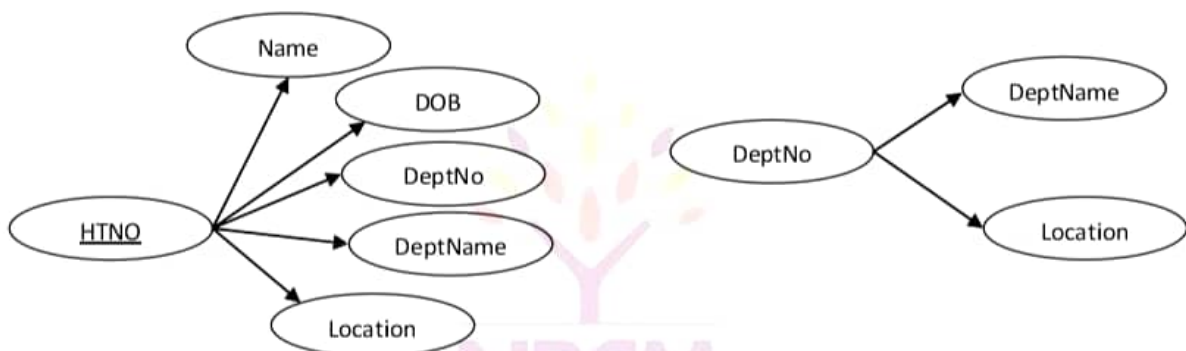 Name
DOB
DeptNo
DeptName
HTNO
Location
DeptName
DeptNo
Location